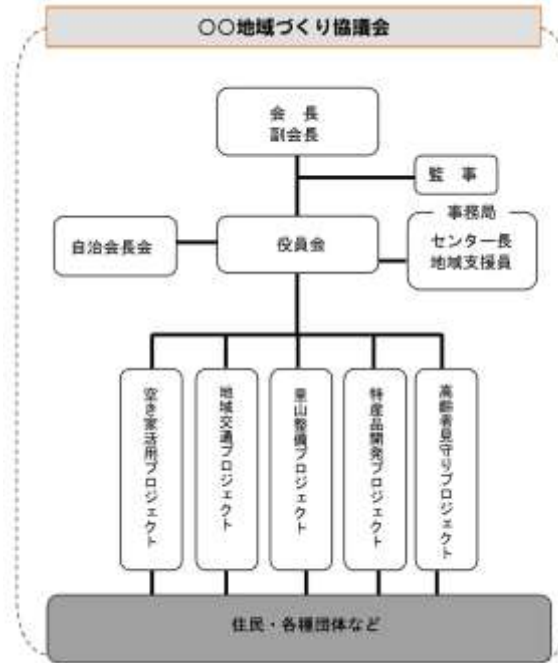 〇〇地域づくり協議会
会 長
副会長
監 事
事務局
センター長
地域支援員
自治会長会
役員会
空き家活用プロジェクト
地域交通プロジェクト
里山整備プロジェクト
特産品開発プロジェクト
高齢者見守りプロジェクト
住民・各種団体など